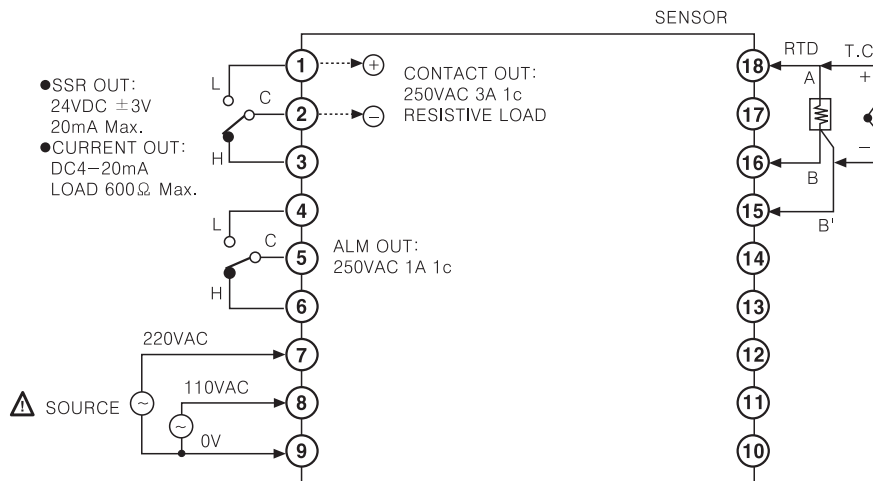 SENSOR
●SSR OUT:
24VDC ±3V
20mA Max.
●CURRENT OUT:
DC4-20mA
LOAD 600Ω Max.
L
C
H
1
+
2
−
3
CONTACT OUT:
250VAC 3A 1c
RESISTIVE LOAD
L
C
H
4
5
6
ALM OUT:
250VAC 1A 1c
220VAC
7
110VAC
8
SOURCE
0V
9
RTD
T.C
18
A
+
17
16
B
−
15
B'
14
13
12
11
10